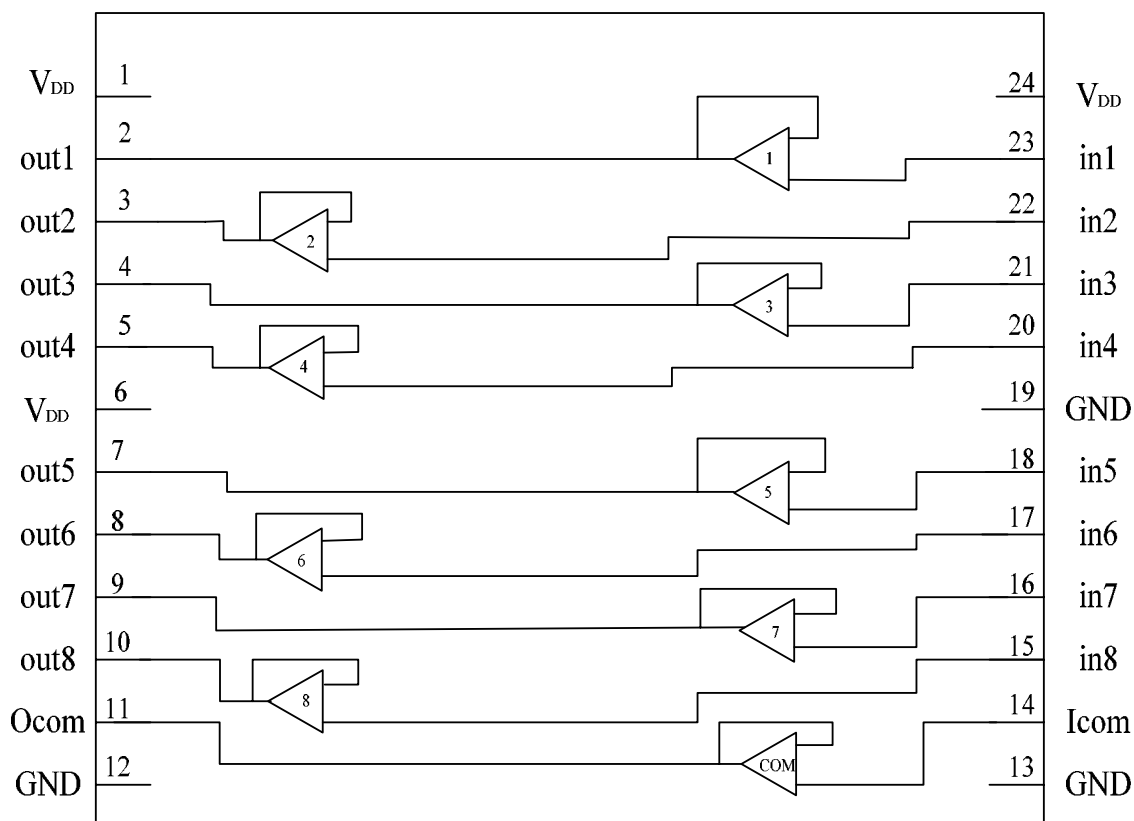 VDD 1 24 VDD
out1 2 1 23 in1
out2 3 2 22 in2
out3 4 3 21 in3
out4 5 4 20 in4
VDD 6 19 GND
out5 7 5 18 in5
out6 8 6 17 in6
out7 9 7 16 in7
out8 10 8 15 in8
Ocom 11 COM 14 Icom
GND 12 13 GND